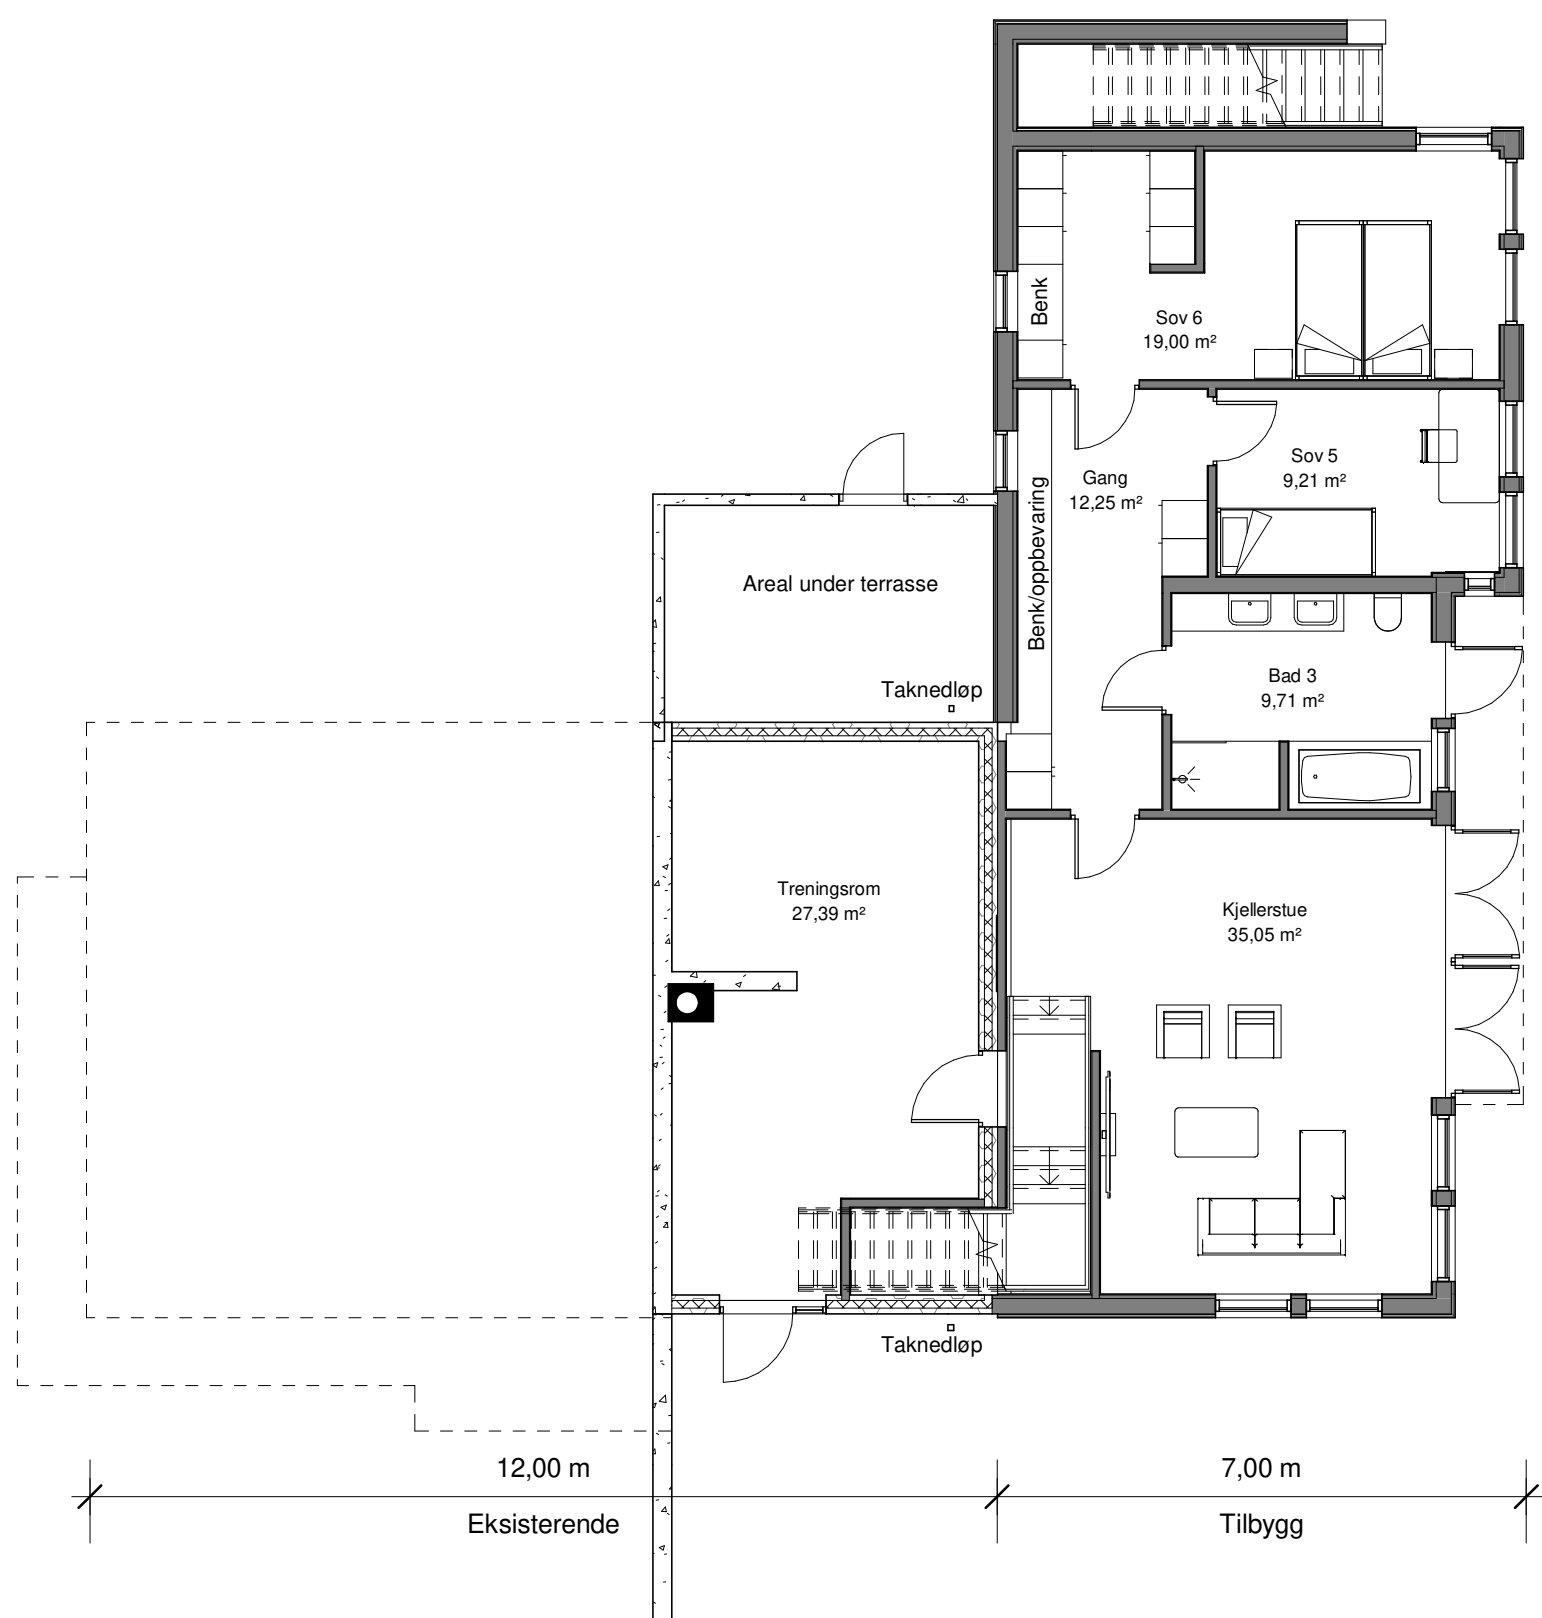 Benk
Sov 6
19,00 m²
Sov 5
9,21 m²
Gang
12,25 m²
Benk/oppbevaring
Areal under terrasse
Taknedløp
Bad 3
9,71 m²
Treningsrom
27,39 m²
Kjellerstue
35,05 m²
Taknedløp
12,00 m
7,00 m
Eksisterende
Tilbygg